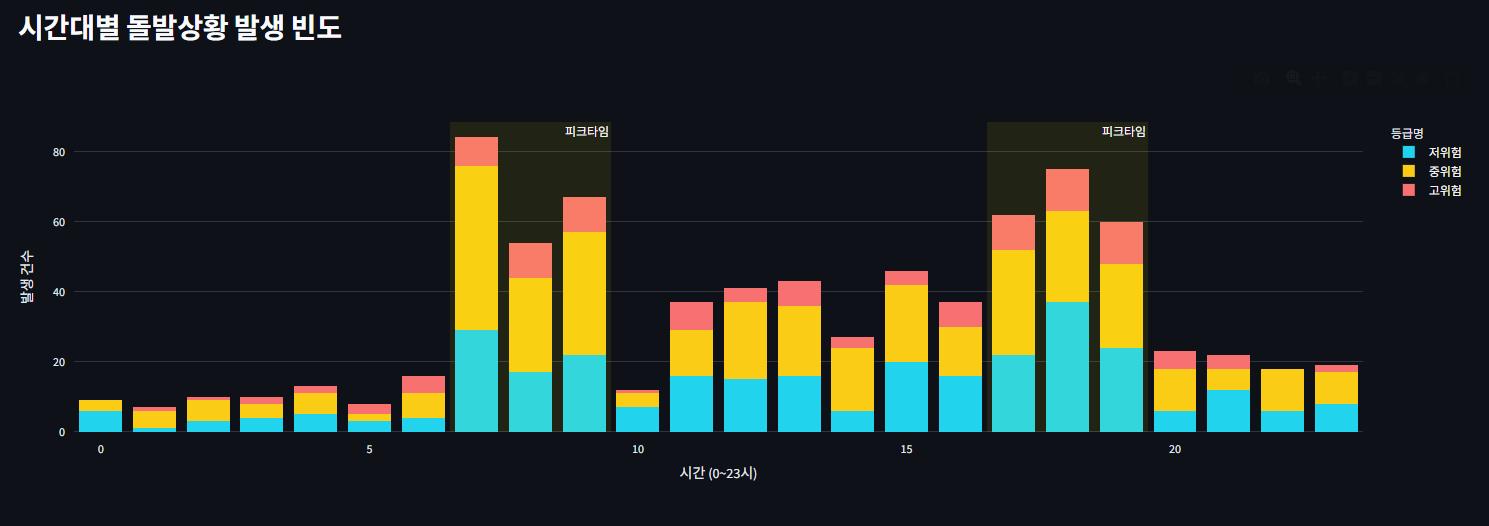 시간대별 돌발상황 발생 빈도
피크타임
피크타임
등급명
저위험
중위험
고위험
80
60
40
20
0
발생 건수
0
5
10
15
20
시간 (0~23시)